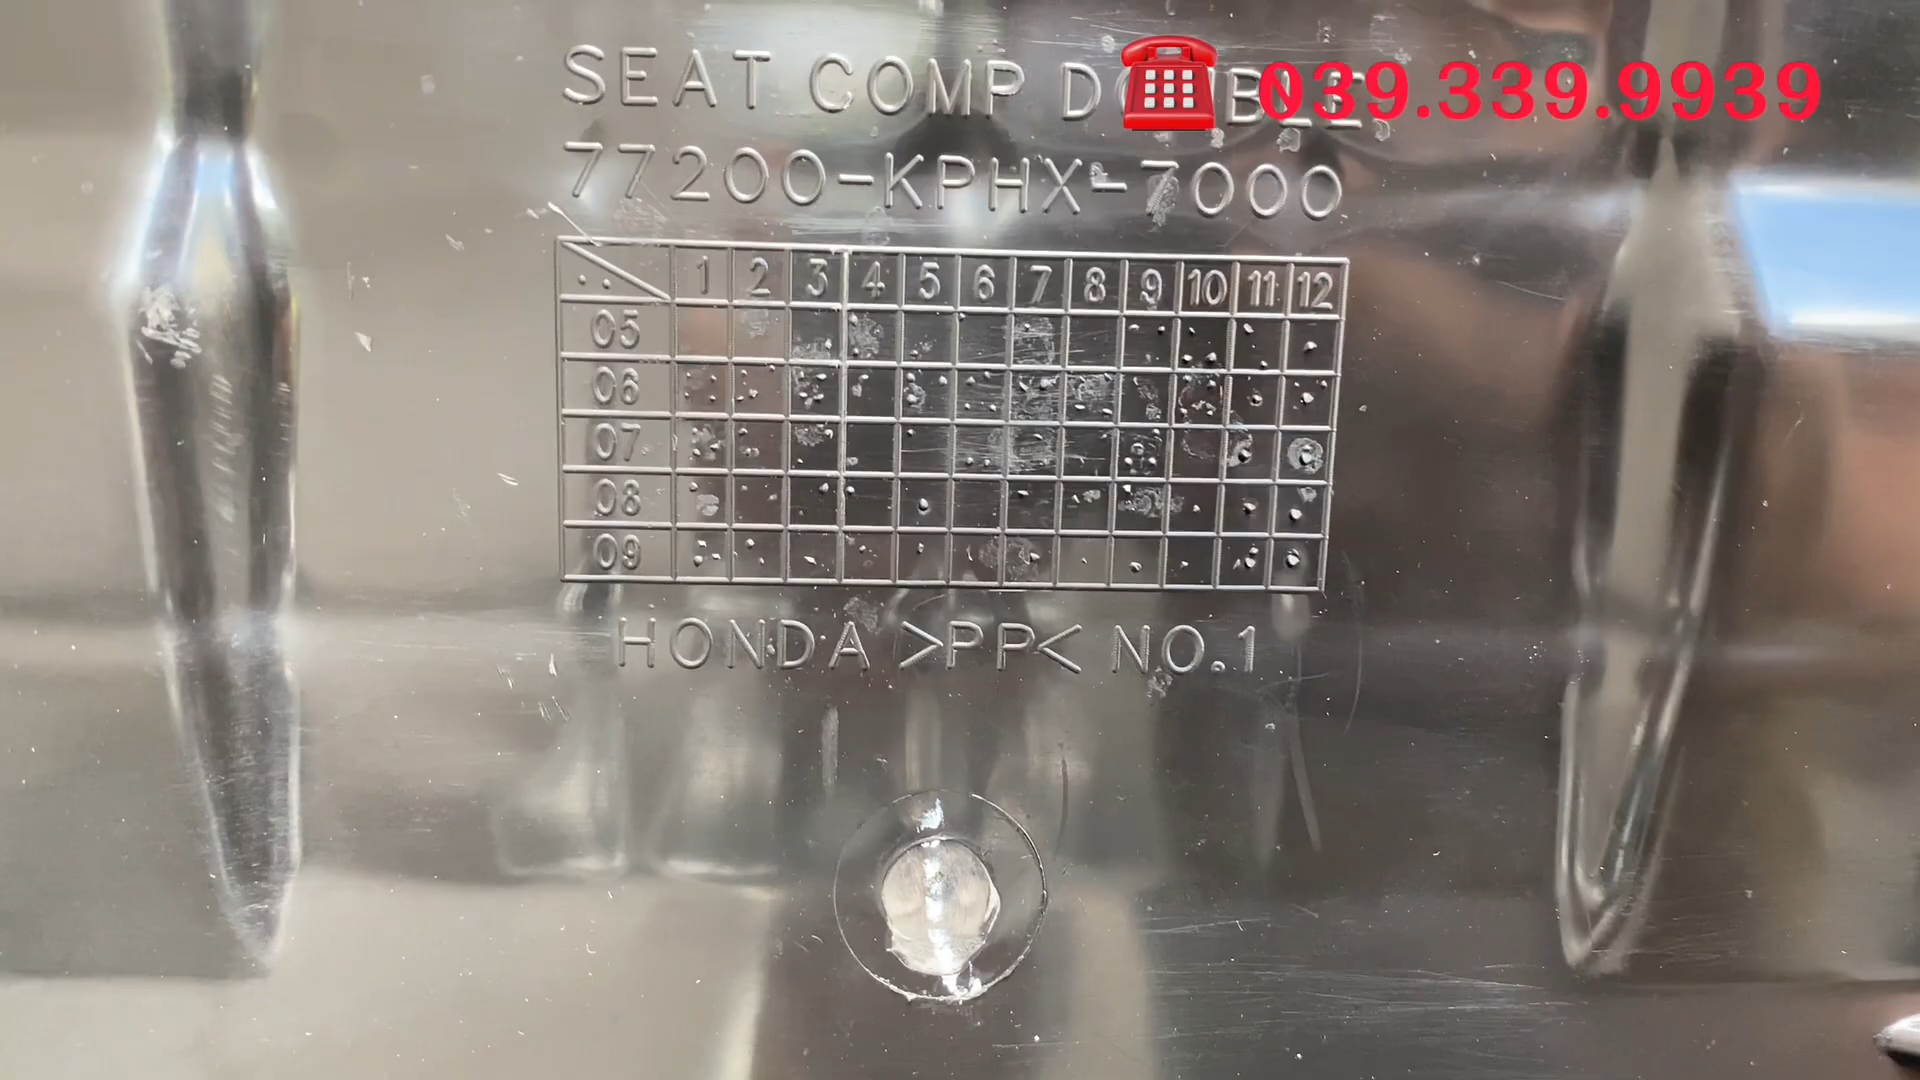 SEAT COMP DOUBLE
039.339.9939
77200-KPHX-7000
1 2 3 4 5 6 7 8 9 10 11 12
05
06
07
08
09
HONDA >PP< NO.1